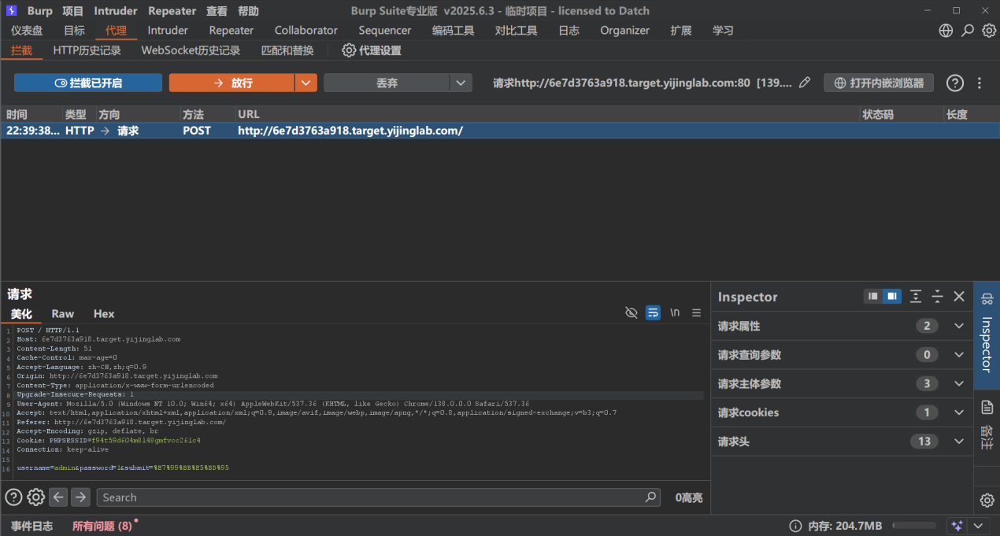 Burp 项目 Intruder Repeater 查看 帮助 Burp Suite专业版 v2025.6.3 - 临时项目 - licensed to Datch
仪表盘 目标 代理 Intruder Repeater Collaborator Sequencer 编码工具 对比工具 日志 Organizer 扩展 学习
拦截 HTTP历史记录 WebSocket历史记录 匹配和替换 代理设置
拦截已开启 放行 丢弃 请求http://6e7d3763a918.target.yijinglab.com:80 [139.... 打开内嵌浏览器
时间 类型 方向 方法 URL 状态码 长度
22:39:38... HTTP → 请求 POST http://6e7d3763a918.target.yijinglab.com/
请求
美化 Raw Hex \n
1 POST / HTTP/1.1
2 Host: 6e7d3763a918.target.yijinglab.com
3 Content-Length: 51
4 Cache-Control: max-age=0
5 Accept-Language: zh-CN,zh;q=0.9
6 Origin: http://6e7d3763a918.target.yijinglab.com
7 Content-Type: application/x-www-form-urlencoded
8 Upgrade-Insecure-Requests: 1
9 User-Agent: Mozilla/5.0 (Windows NT 10.0; Win64; x64) AppleWebKit/537.36 (KHTML, like Gecko) Chrome/138.0.0.0 Safari/537.36
10 Accept: text/html,application/xhtml+xml,application/xml;q=0.9,image/avif,image/webp,image/apng,*/*;q=0.8,application/signed-exchange;v=b3;q=0.7
11 Referer: http://6e7d3763a918.target.yijinglab.com/
12 Accept-Encoding: gzip, deflate, br
13 Cookie: PHPSESSID=f94t59d604m8148gmfvcc261c4
14 Connection: keep-alive
15
16 username=admin&password=1&submit=%E7%99%BB%E5%BD%95
Search 0高亮
Inspector
请求属性 2
请求查询参数 0
请求主体参数 3
请求cookies 1
请求头 13
Inspector
备注
事件日志 所有问题 (8) 内存: 204.7MB